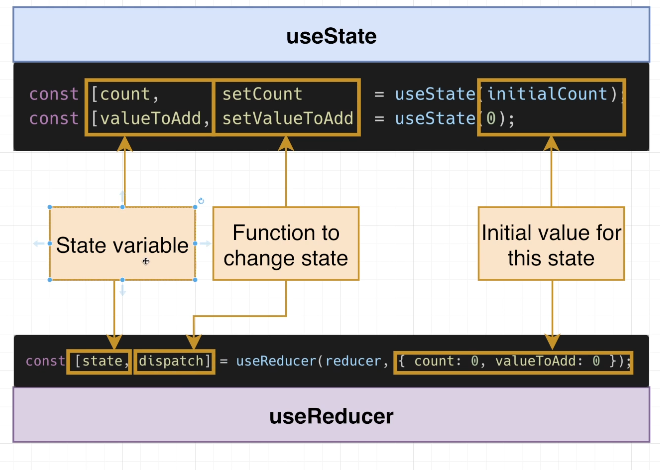 useState
const [count, setCount = useState(initialCount);
const [valueToAdd, setValueToAdd = useState(0);
State variable
Function to
change state
Initial value for
this state
const [state, dispatch] = useReducer(reducer, { count: 0, valueToAdd: 0 });
useReducer